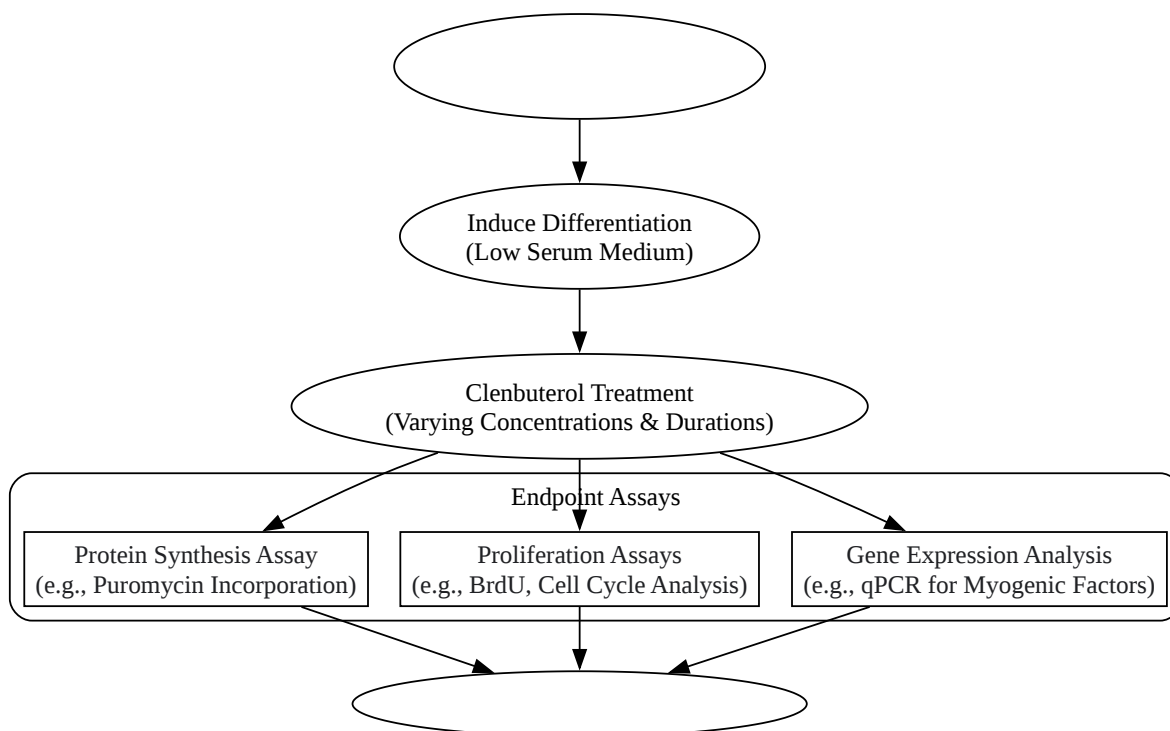 Induce Differentiation
(Low Serum Medium)
Clenbuterol Treatment
(Varying Concentrations & Durations)
Endpoint Assays
Protein Synthesis Assay
(e.g., Puromycin Incorporation)
Proliferation Assays
(e.g., BrdU, Cell Cycle Analysis)
Gene Expression Analysis
(e.g., qPCR for Myogenic Factors)